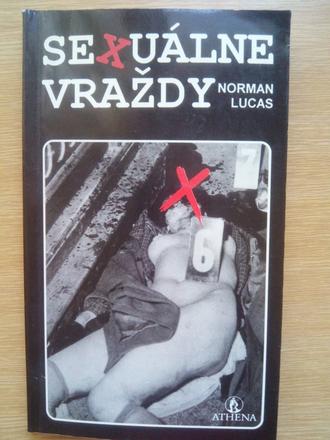 SEXUÁLNE
VRAŽDY
NORMAN
LUCAS
7
6
ATHENA